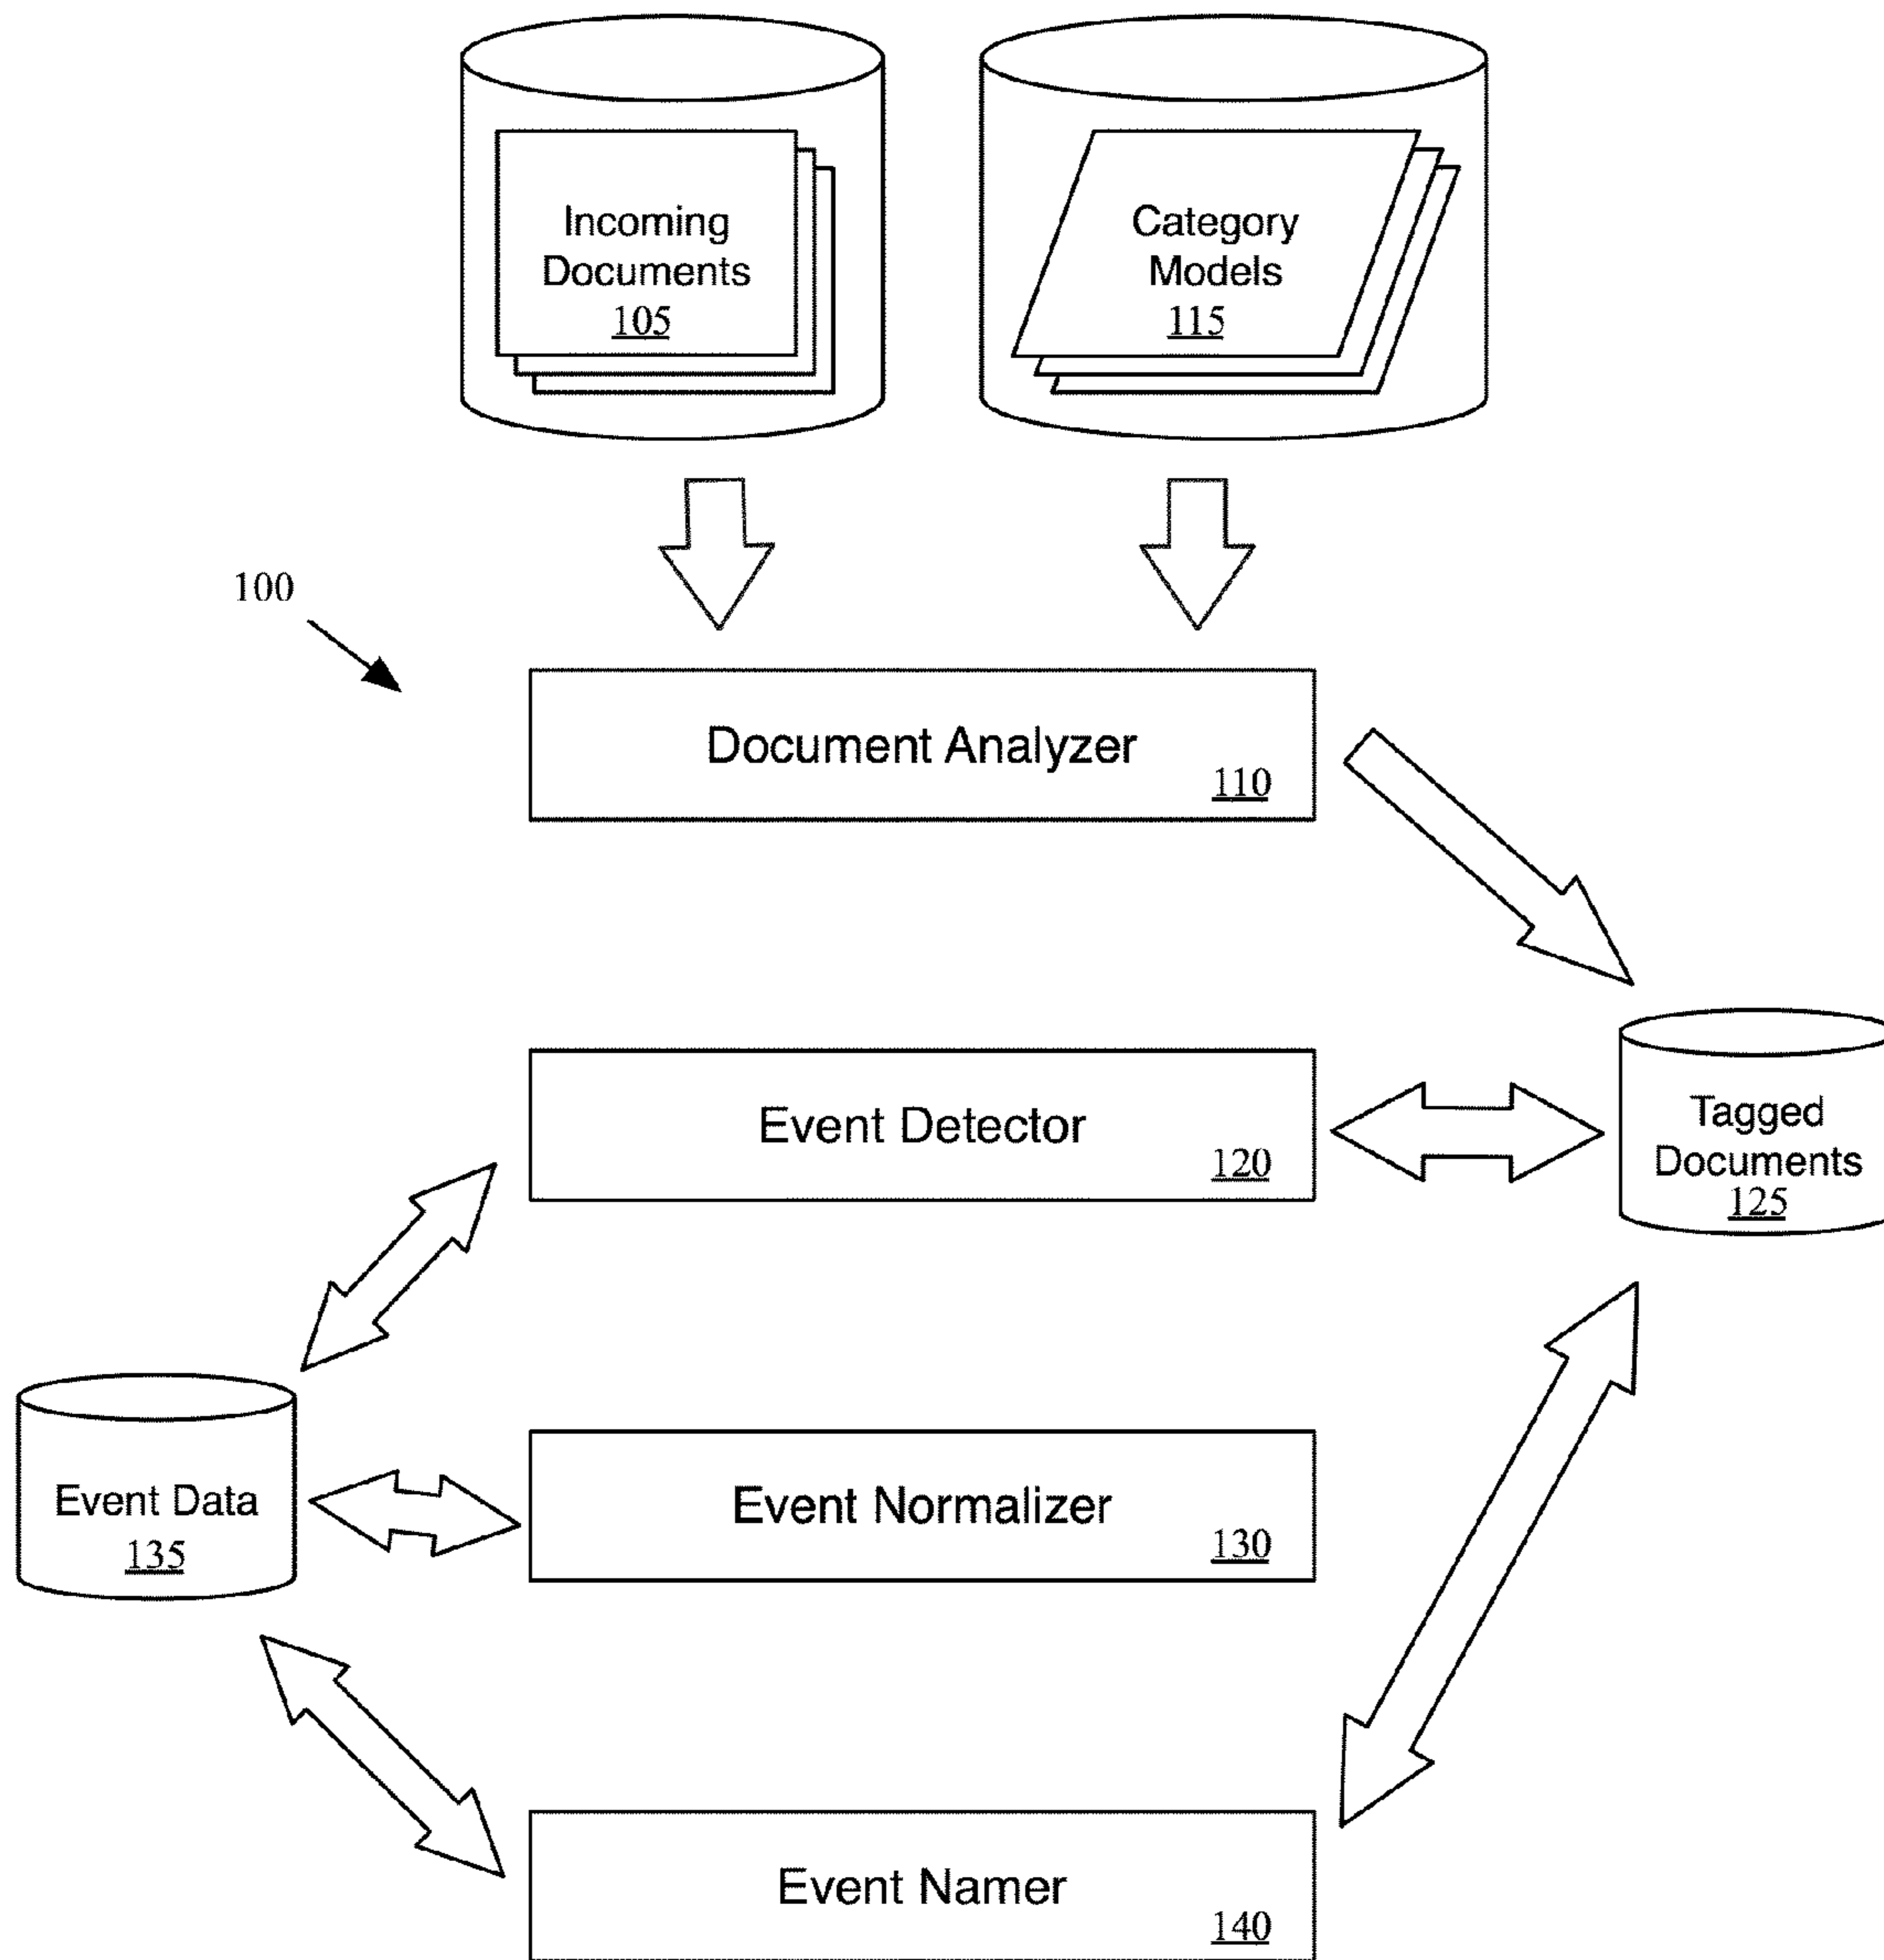 Incoming
Documents
105
Category
Models
115
100
Document Analyzer
110
Event Detector
120
Tagged
Documents
125
Event Data
135
Event Normalizer
130
Event Namer
140